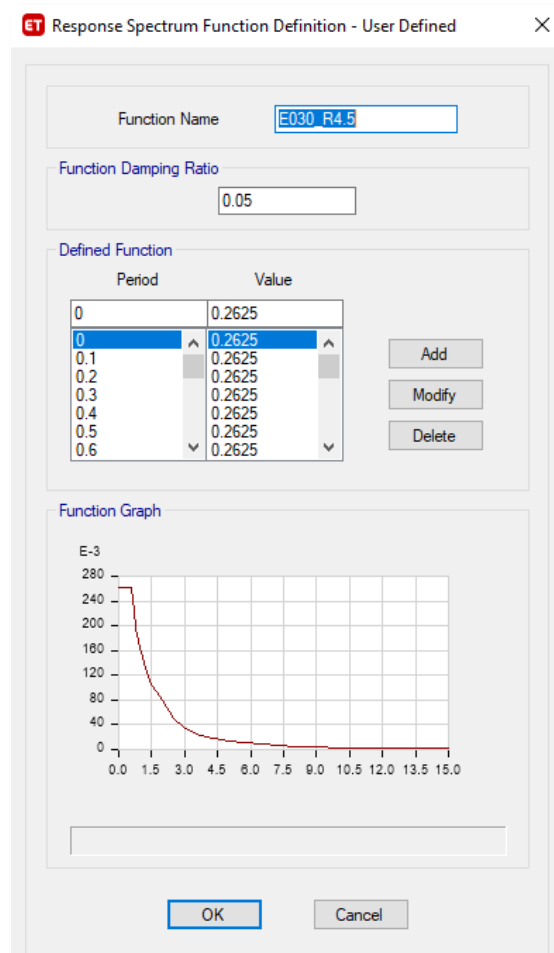 ET Response Spectrum Function Definition - User Defined
Function Name E030_R4.5
Function Damping Ratio
0.05
Defined Function
Period Value
0 0.2625
0 0.2625
0.1 0.2625
0.2 0.2625
0.3 0.2625
0.4 0.2625
0.5 0.2625
0.6 0.2625
Add
Modify
Delete
Function Graph
E-3
280
240
200
160
120
80
40
0
0.0 1.5 3.0 4.5 6.0 7.5 9.0 10.5 12.0 13.5 15.0
OK Cancel